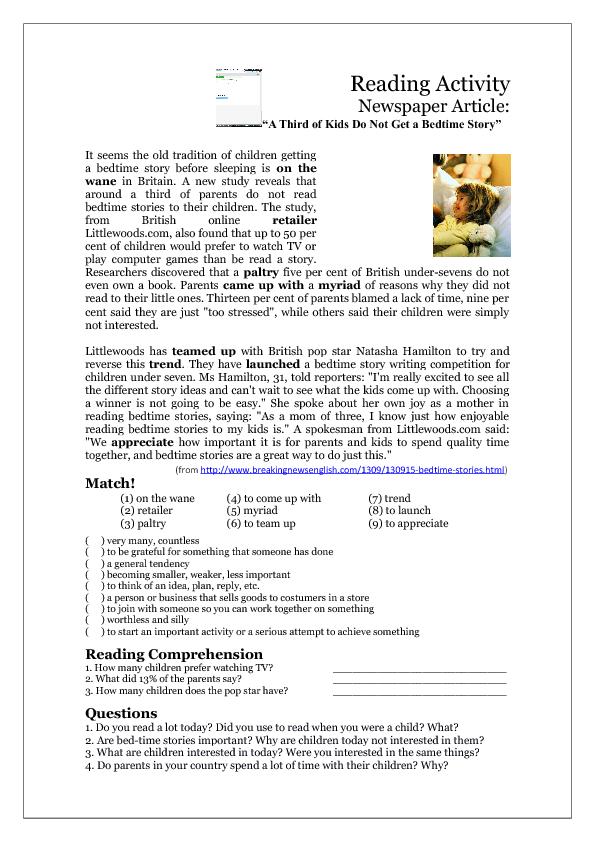 Reading Activity
Newspaper Article:
“A Third of Kids Do Not Get a Bedtime Story”
It seems the old tradition of children getting
a bedtime story before sleeping is on the
wane in Britain. A new study reveals that
around a third of parents do not read
bedtime stories to their children. The study,
from British online retailer
Littlewoods.com, also found that up to 50 per
cent of children would prefer to watch TV or
play computer games than be read a story.
Researchers discovered that a paltry five per cent of British under-sevens do not
even own a book. Parents came up with a myriad of reasons why they did not
read to their little ones. Thirteen per cent of parents blamed a lack of time, nine per
cent said they are just "too stressed", while others said their children were simply
not interested.
Littlewoods has teamed up with British pop star Natasha Hamilton to try and
reverse this trend. They have launched a bedtime story writing competition for
children under seven. Ms Hamilton, 31, told reporters: "I'm really excited to see all
the different story ideas and can't wait to see what the kids come up with. Choosing
a winner is not going to be easy." She spoke about her own joy as a mother in
reading bedtime stories, saying: "As a mom of three, I know just how enjoyable
reading bedtime stories to my kids is." A spokesman from Littlewoods.com said:
"We appreciate how important it is for parents and kids to spend quality time
together, and bedtime stories are a great way to do just this."
(from http://www.breakingnewsenglish.com/1309/130915-bedtime-stories.html)
Match!
(1) on the wane (4) to come up with (7) trend
(2) retailer (5) myriad (8) to launch
(3) paltry (6) to team up (9) to appreciate
( ) very many, countless
( ) to be grateful for something that someone has done
( ) a general tendency
( ) becoming smaller, weaker, less important
( ) to think of an idea, plan, reply, etc.
( ) a person or business that sells goods to costumers in a store
( ) to join with someone so you can work together on something
( ) worthless and silly
( ) to start an important activity or a serious attempt to achieve something
Reading Comprehension
1. How many children prefer watching TV? ______________________________
2. What did 13% of the parents say? ______________________________
3. How many children does the pop star have? ______________________________
Questions
1. Do you read a lot today? Did you use to read when you were a child? What?
2. Are bed-time stories important? Why are children today not interested in them?
3. What are children interested in today? Were you interested in the same things?
4. Do parents in your country spend a lot of time with their children? Why?